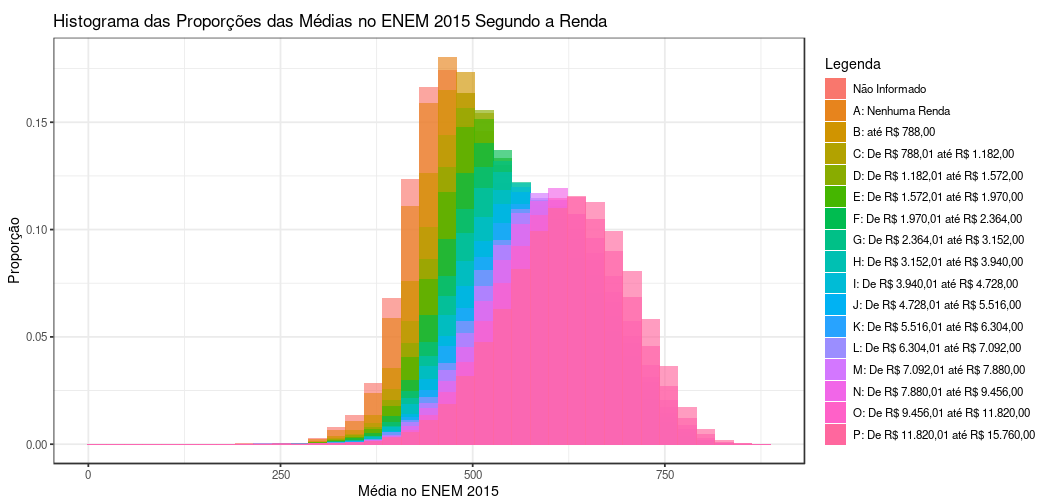 Histograma das Proporções das Médias no ENEM 2015 Segundo a Renda
Proporção
0.15
0.10
0.05
0.00
0
250
500
750
Média no ENEM 2015
Legenda
Não Informado
A: Nenhuma Renda
B: até R$ 788,00
C: De R$ 788,01 até R$ 1.182,00
D: De R$ 1.182,01 até R$ 1.572,00
E: De R$ 1.572,01 até R$ 1.970,00
F: De R$ 1.970,01 até R$ 2.364,00
G: De R$ 2.364,01 até R$ 3.152,00
H: De R$ 3.152,01 até R$ 3.940,00
I: De R$ 3.940,01 até R$ 4.728,00
J: De R$ 4.728,01 até R$ 5.516,00
K: De R$ 5.516,01 até R$ 6.304,00
L: De R$ 6.304,01 até R$ 7.092,00
M: De R$ 7.092,01 até R$ 7.880,00
N: De R$ 7.880,01 até R$ 9.456,00
O: De R$ 9.456,01 até R$ 11.820,00
P: De R$ 11.820,01 até R$ 15.760,00